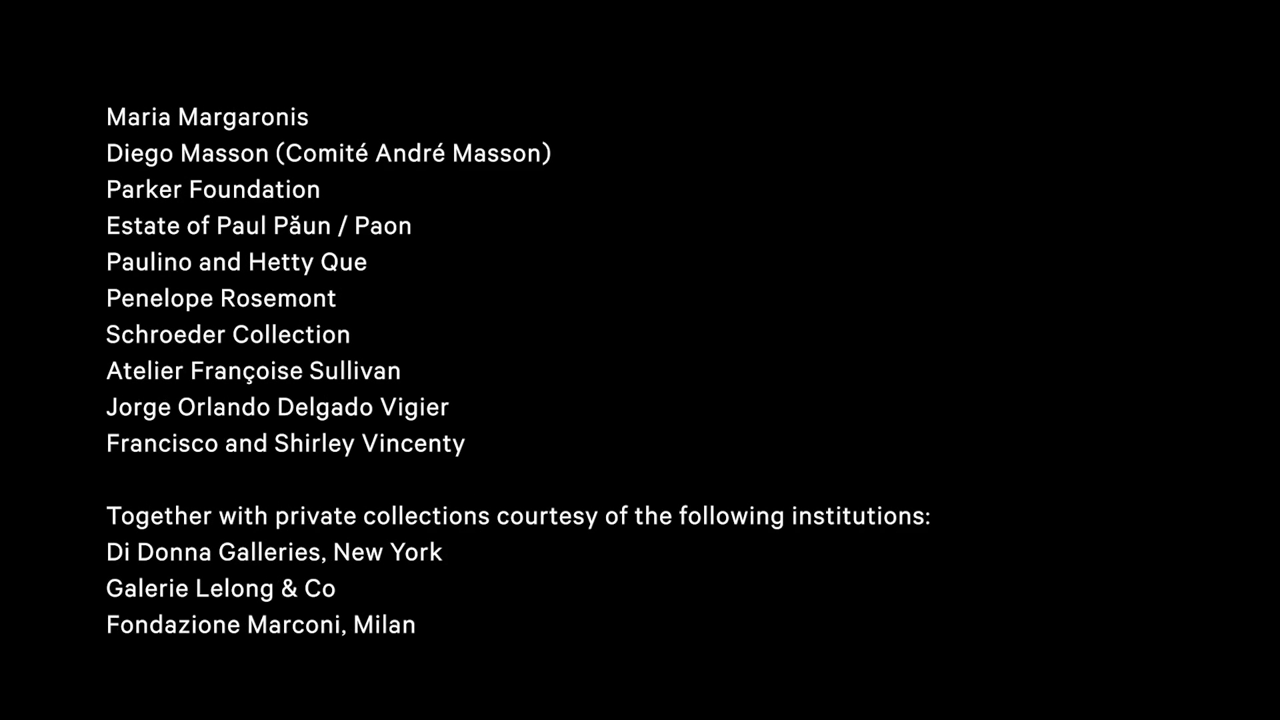 Maria Margaronis
Diego Masson (Comité André Masson)
Parker Foundation
Estate of Paul Păun / Paon
Paulino and Hetty Que
Penelope Rosemont
Schroeder Collection
Atelier Françoise Sullivan
Jorge Orlando Delgado Vigier
Francisco and Shirley Vincenty
Together with private collections courtesy of the following institutions:
Di Donna Galleries, New York
Galerie Lelong & Co
Fondazione Marconi, Milan